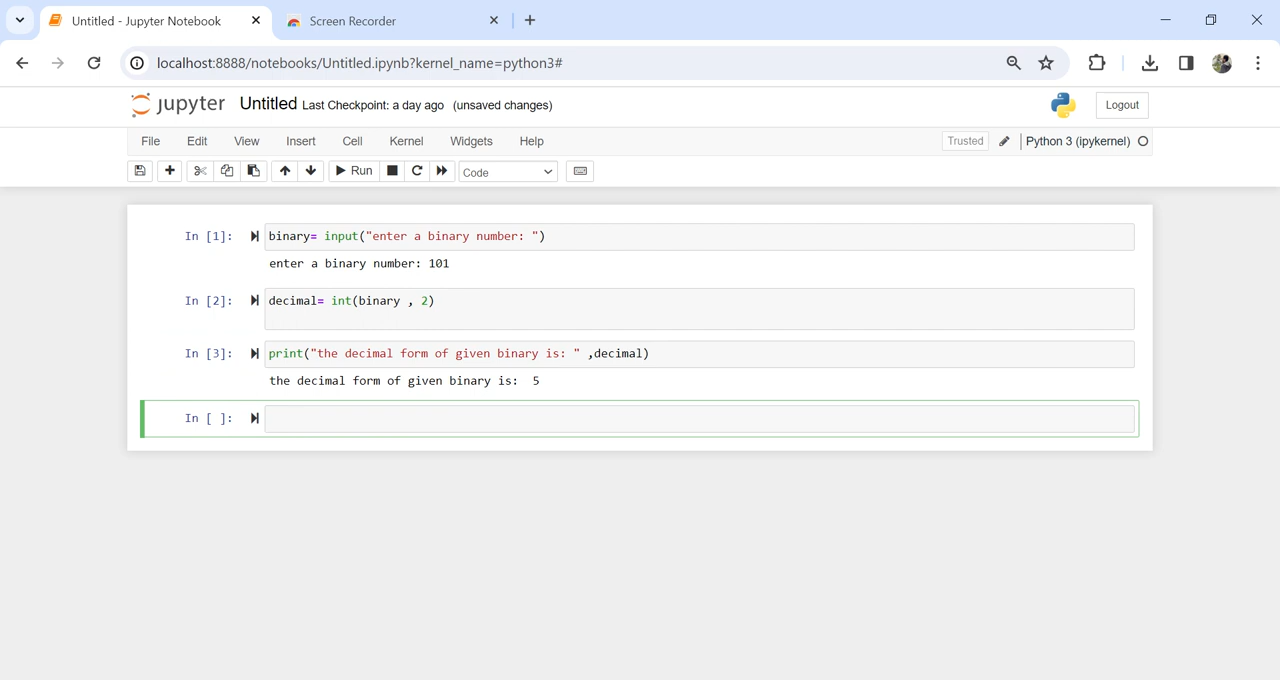 Untitled - Jupyter Notebook
Screen Recorder
localhost:8888/notebooks/Untitled.ipynb?kernel_name=python3#
jupyter Untitled Last Checkpoint: a day ago (unsaved changes)
Logout
File Edit View Insert Cell Kernel Widgets Help
Trusted Python 3 (ipykernel)
Run Code
In [1]: binary= input("enter a binary number: ")
enter a binary number: 101
In [2]: decimal= int(binary , 2)
In [3]: print("the decimal form of given binary is: " ,decimal)
the decimal form of given binary is:  5
In [ ]: